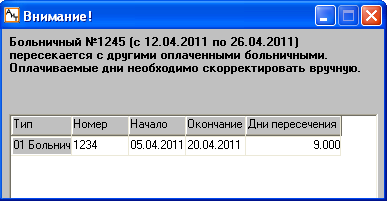 Внимание!
Больничный №1245 (с 12.04.2011 по 26.04.2011)
пересекается с другими оплаченными больничными.
Оплачиваемые дни необходимо скорректировать вручную.
Тип Номер Начало Окончание Дни пересечения
01 Больнич 1234 05.04.2011 20.04.2011 9.000